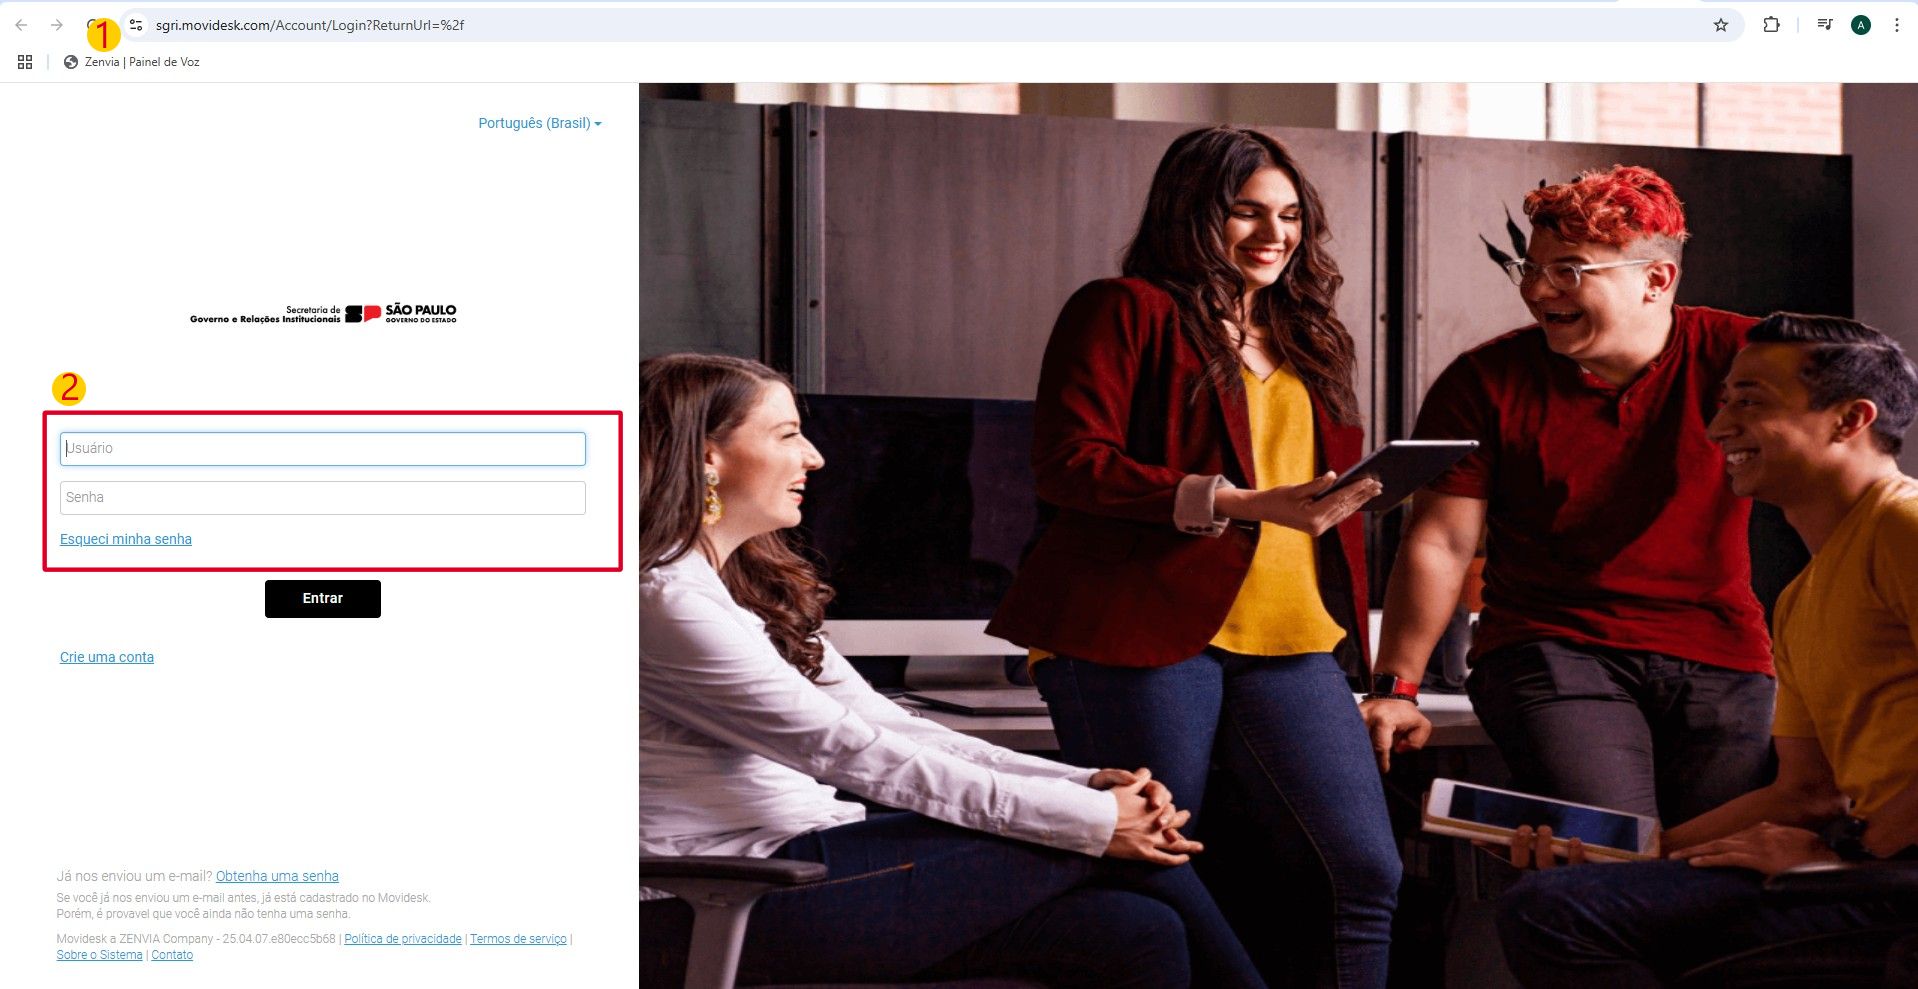 1
sgri.movidesk.com/Account/Login?ReturnUrl=%2f
A
Zenvia | Painel de Voz
Português (Brasil)
Secretaria de
Governo e Relações Institucionais
SÃO PAULO
GOVERNO DO ESTADO
2
Usuário
Senha
Esqueci minha senha
Entrar
Crie uma conta
Já nos enviou um e-mail? Obtenha uma senha
Se você já nos enviou um e-mail antes, já está cadastrado no Movidesk.
Porém, é provavel que você ainda não tenha uma senha.
Movidesk a ZENVIA Company - 25.04.07.e80ecc5b68 | Política de privacidade | Termos de serviço |
Sobre o Sistema | Contato